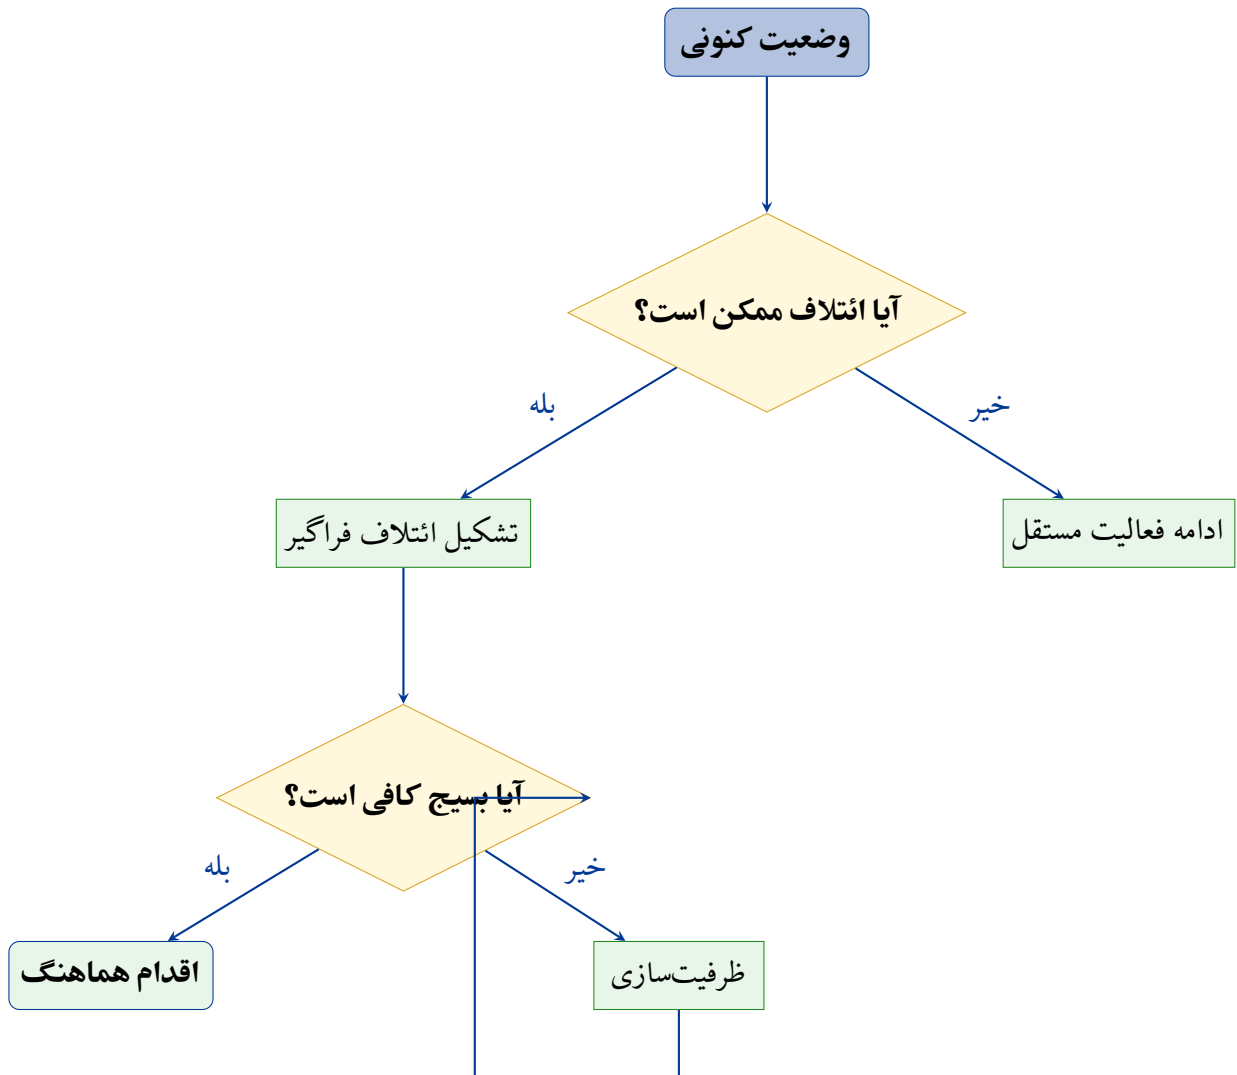 وضعیت کنونی
آیا ائتلاف ممکن است؟
خیر
بله
ادامه فعالیت مستقل
تشکیل ائتلاف فراگیر
آیا بسیج کافی است؟
خیر
بله
ظرفیت‌سازی
اقدام هماهنگ